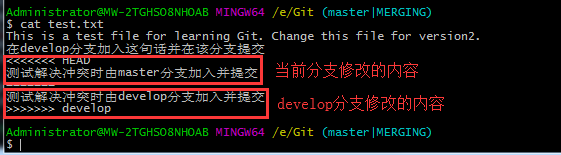 Administrator@MW-2TGHSO8NHOAB MINGW64 /e/Git (master|MERGING)
$ cat test.txt
This is a test file for learning Git. Change this file for version2.
在develop分支加入这句话并在该分支提交
<<<<<<< HEAD
测试解决冲突时由master分支加入并提交
当前分支修改的内容
=======
测试解决冲突时由develop分支加入并提交
>>>>>>> develop
develop分支修改的内容
Administrator@MW-2TGHSO8NHOAB MINGW64 /e/Git (master|MERGING)
$